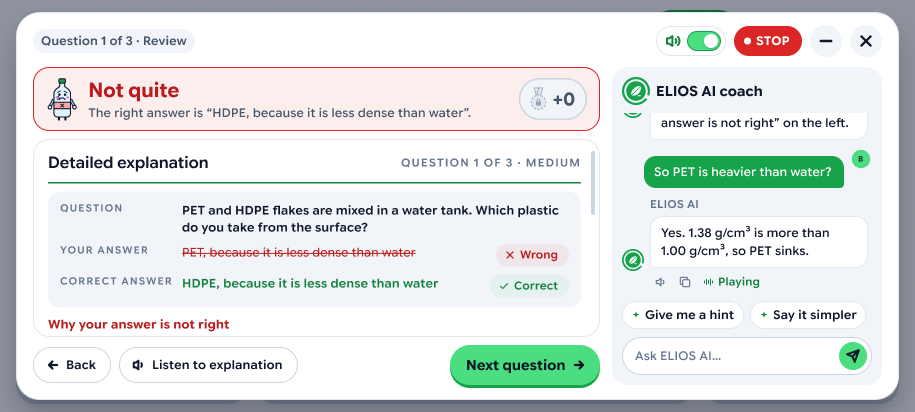 Question 1 of 3 · Review
STOP
Not quite
The right answer is “HDPE, because it is less dense than water”.
+0
Detailed explanation
QUESTION 1 OF 3 · MEDIUM
QUESTION
PET and HDPE flakes are mixed in a water tank. Which plastic
do you take from the surface?
YOUR ANSWER
PET, because it is less dense than water
Wrong
CORRECT ANSWER
HDPE, because it is less dense than water
Correct
Why your answer is not right
Back
Listen to explanation
Next question
ELIOS AI coach
answer is not right” on the left.
B
So PET is heavier than water?
ELIOS AI
Yes. 1.38 g/cm³ is more than
1.00 g/cm³, so PET sinks.
Playing
Give me a hint
Say it simpler
Ask ELIOS AI...